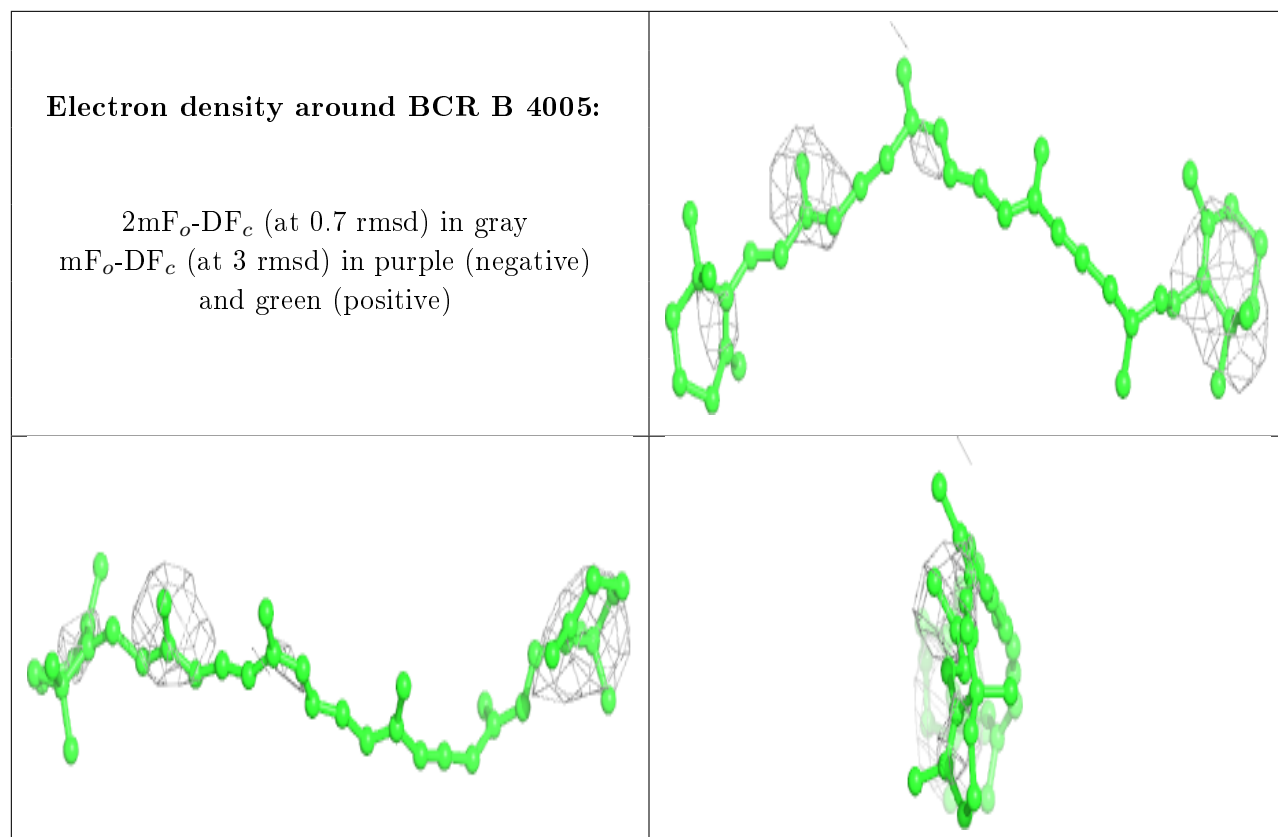 Electron density around BCR B 4005:
2mFₒ-DF𝑐 (at 0.7 rmsd) in gray
mFₒ-DF𝑐 (at 3 rmsd) in purple (negative)
and green (positive)